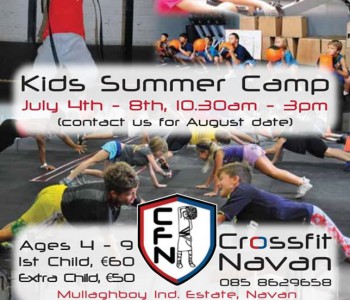 Kids Summer Camp
July 4th - 8th, 10.30am - 3pm
(contact us for August date)
CFN
Ages 4 - 9
1st Child, €60
Extra Child, €50
Crossfit
Navan
085 8629658
Mullaghboy Ind. Estate, Navan